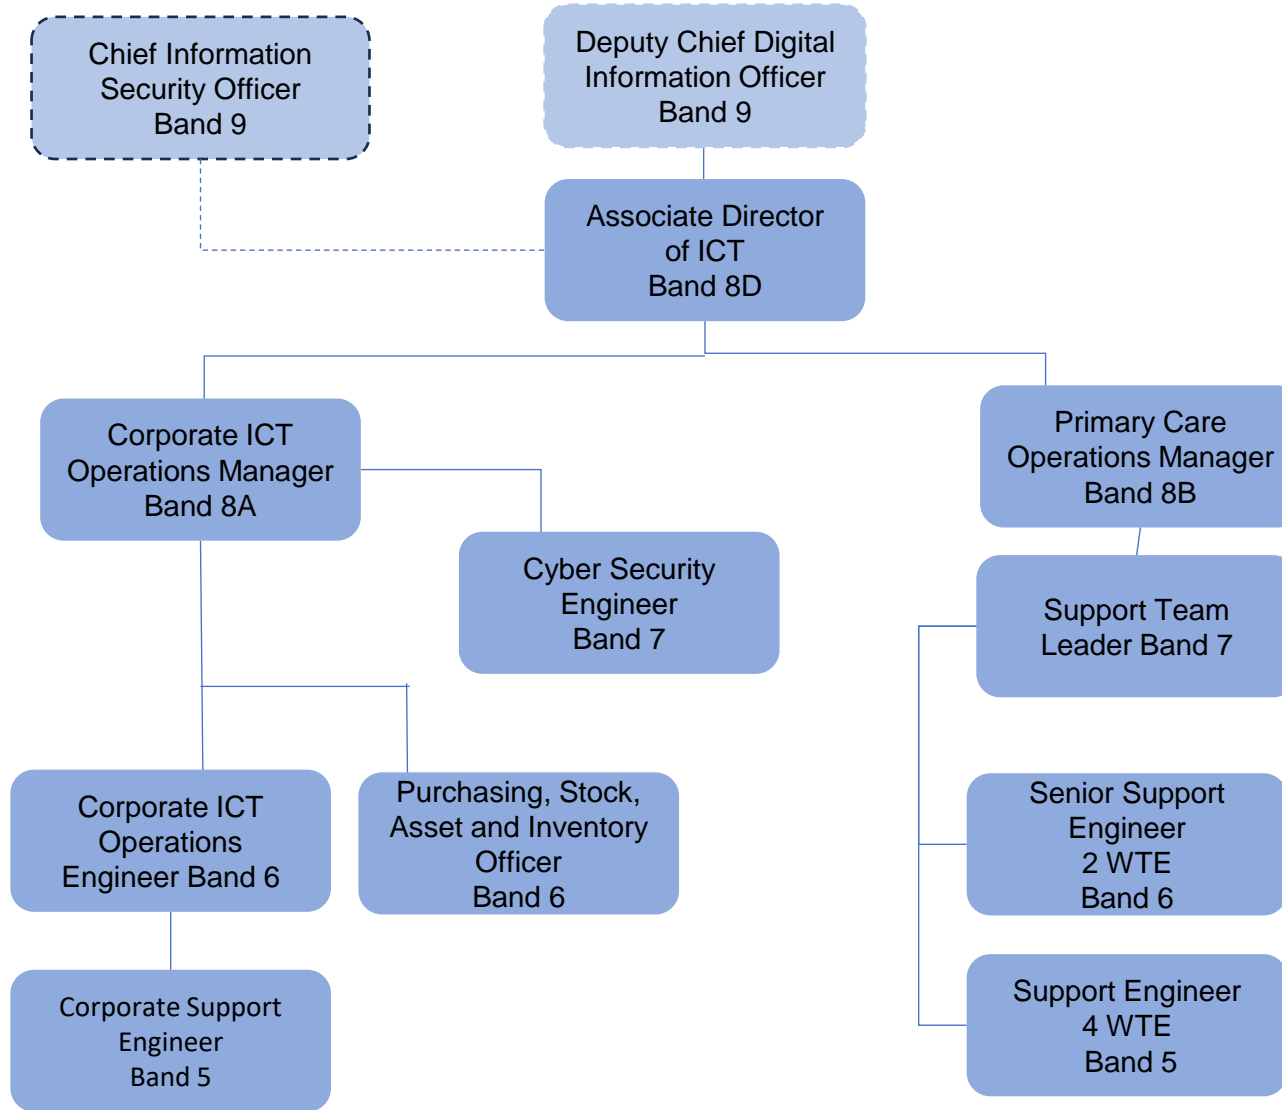 Chief Information
Security Officer
Band 9
Deputy Chief Digital
Information Officer
Band 9
Associate Director
of ICT
Band 8D
Corporate ICT
Operations Manager
Band 8A
Primary Care
Operations Manager
Band 8B
Cyber Security
Engineer
Band 7
Support Team
Leader Band 7
Corporate ICT
Operations
Engineer Band 6
Purchasing, Stock,
Asset and Inventory
Officer
Band 6
Senior Support
Engineer
2 WTE
Band 6
Corporate Support
Engineer
Band 5
Support Engineer
4 WTE
Band 5